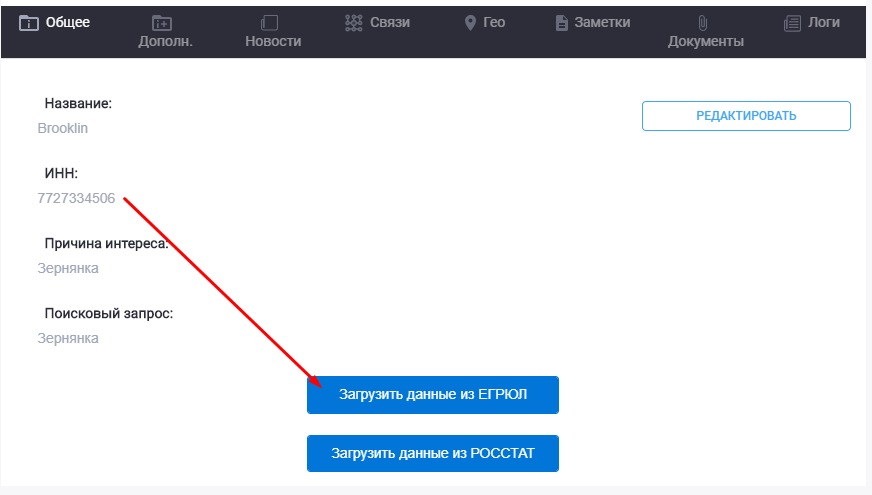 Общее
Дополн.
Новости
Связи
Гео
Заметки
Документы
Логи
Название:
Brooklin
РЕДАКТИРОВАТЬ
ИНН:
7727334506
Причина интереса:
Зернянка
Поисковый запрос:
Зернянка
Загрузить данные из ЕГРЮЛ
Загрузить данные из РОССТАТ